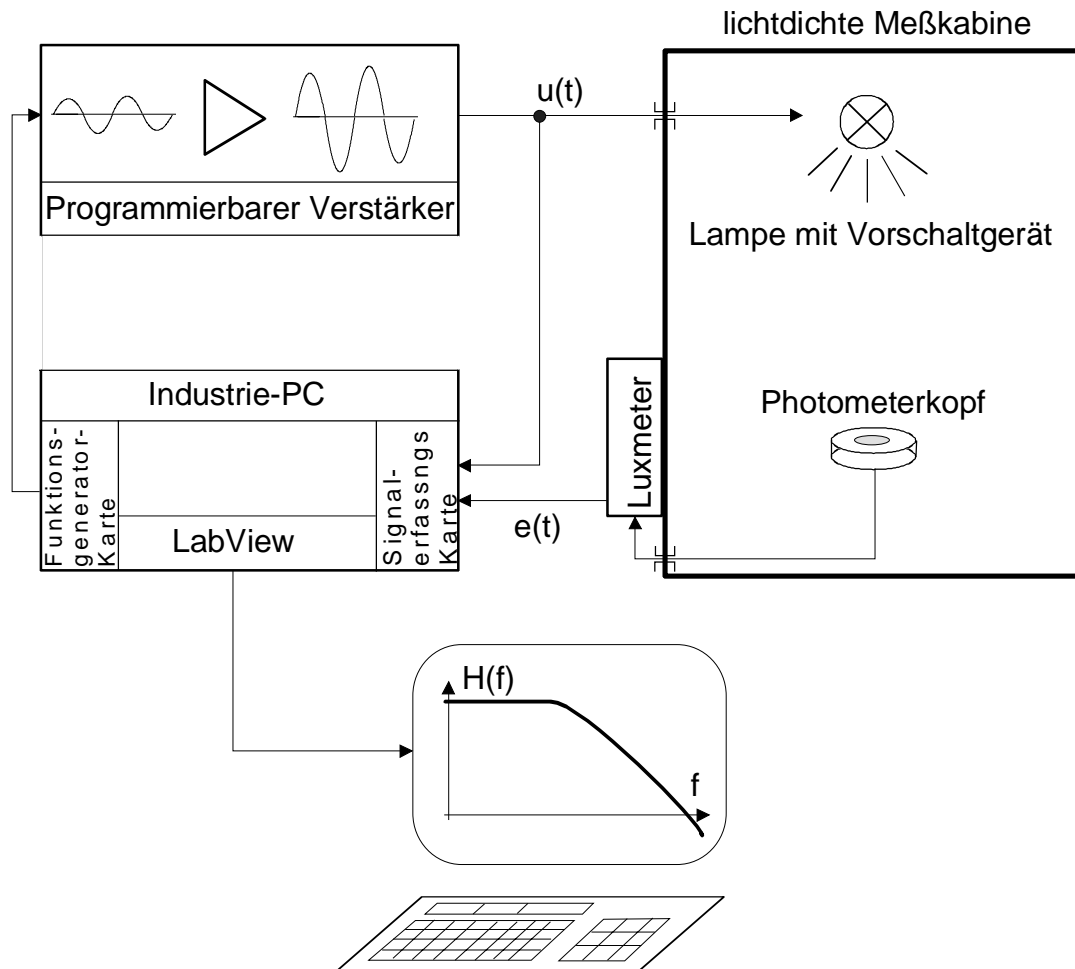 lichtdichte Meßkabine
u(t)
Programmierbarer Verstärker
Lampe mit Vorschaltgerät
Industrie-PC
Funktions-
generator-
Karte
LabView
Signal-
erfassngs
Karte
e(t)
Luxmeter
Photometerkopf
H(f)
f